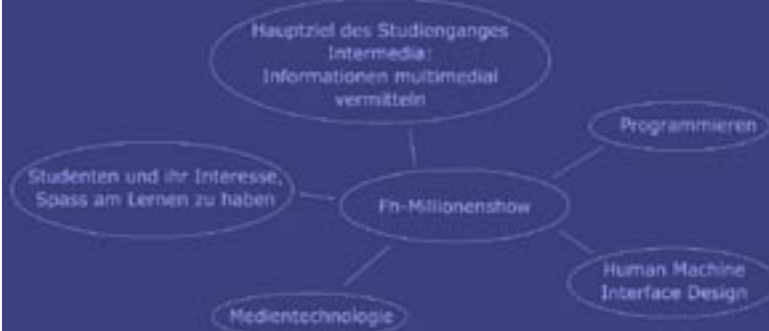 Hauptziel des Studienganges
Intermedia:
Informationen multimedial
vermitteln
Programmieren
Studenten und ihr Interesse,
Spass am Lernen zu haben
Fh-Millionenshow
Human Machine
Interface Design
Medientechnologie